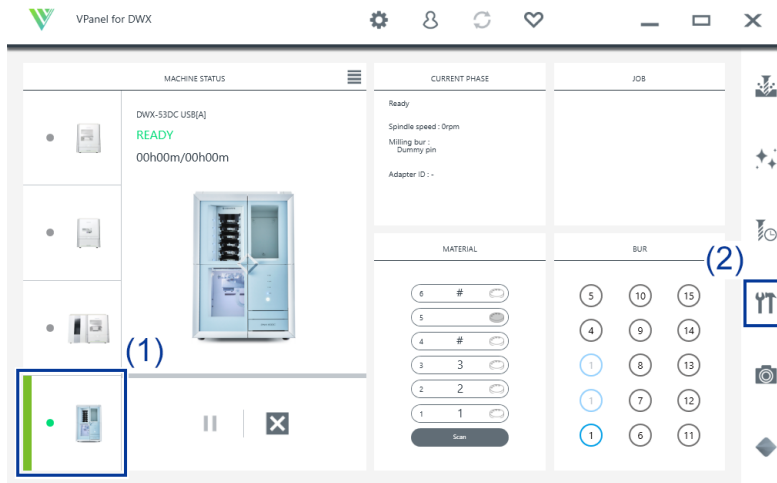 VPanel for DWX
MACHINE STATUS
DWX-53DC USB[A]
READY
00h00m/00h00m
(1)
CURRENT PHASE
Ready
Spindle speed : 0rpm
Milling bur :
Dummy pin
Adapter ID : -
JOB
MATERIAL
6 #
5
4 #
3 3
2 2
1 1
Scan
BUR
(2)
5 10 15
4 9 14
1 8 13
1 7 12
1 6 11